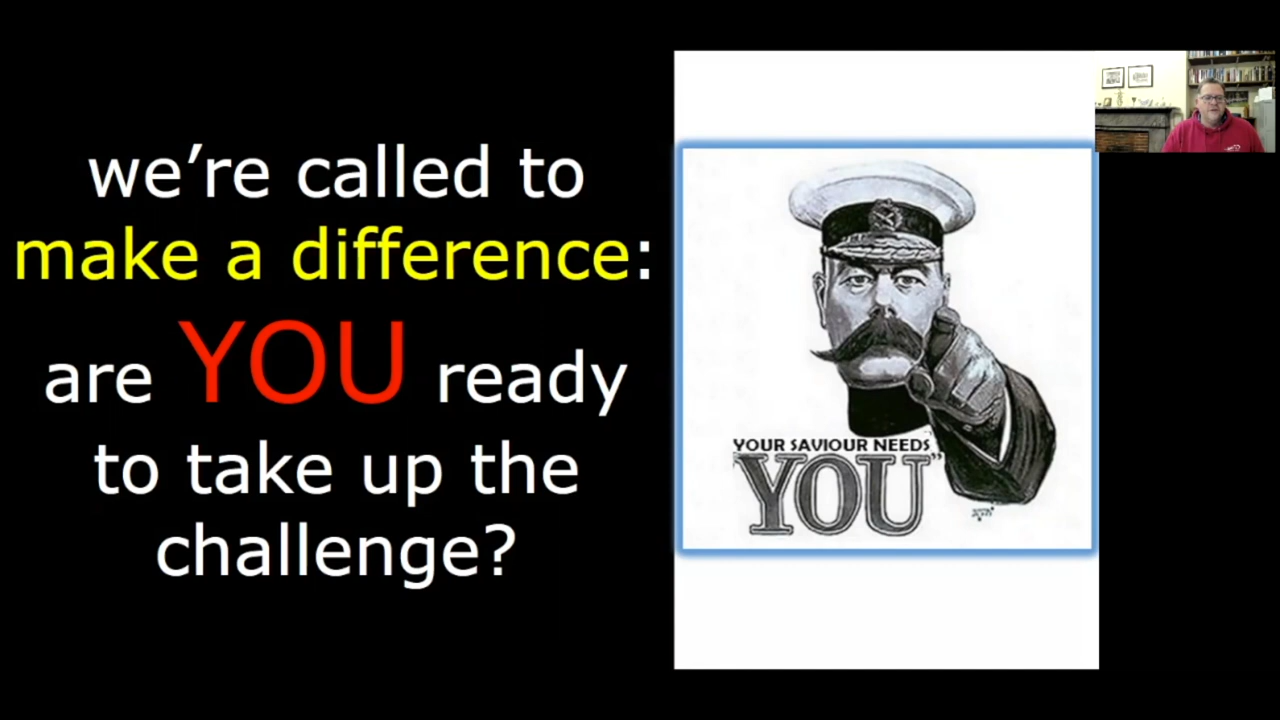 we're called to
make a difference:
are YOU ready
to take up the
challenge?
YOUR SAVIOUR NEEDS
YOU"